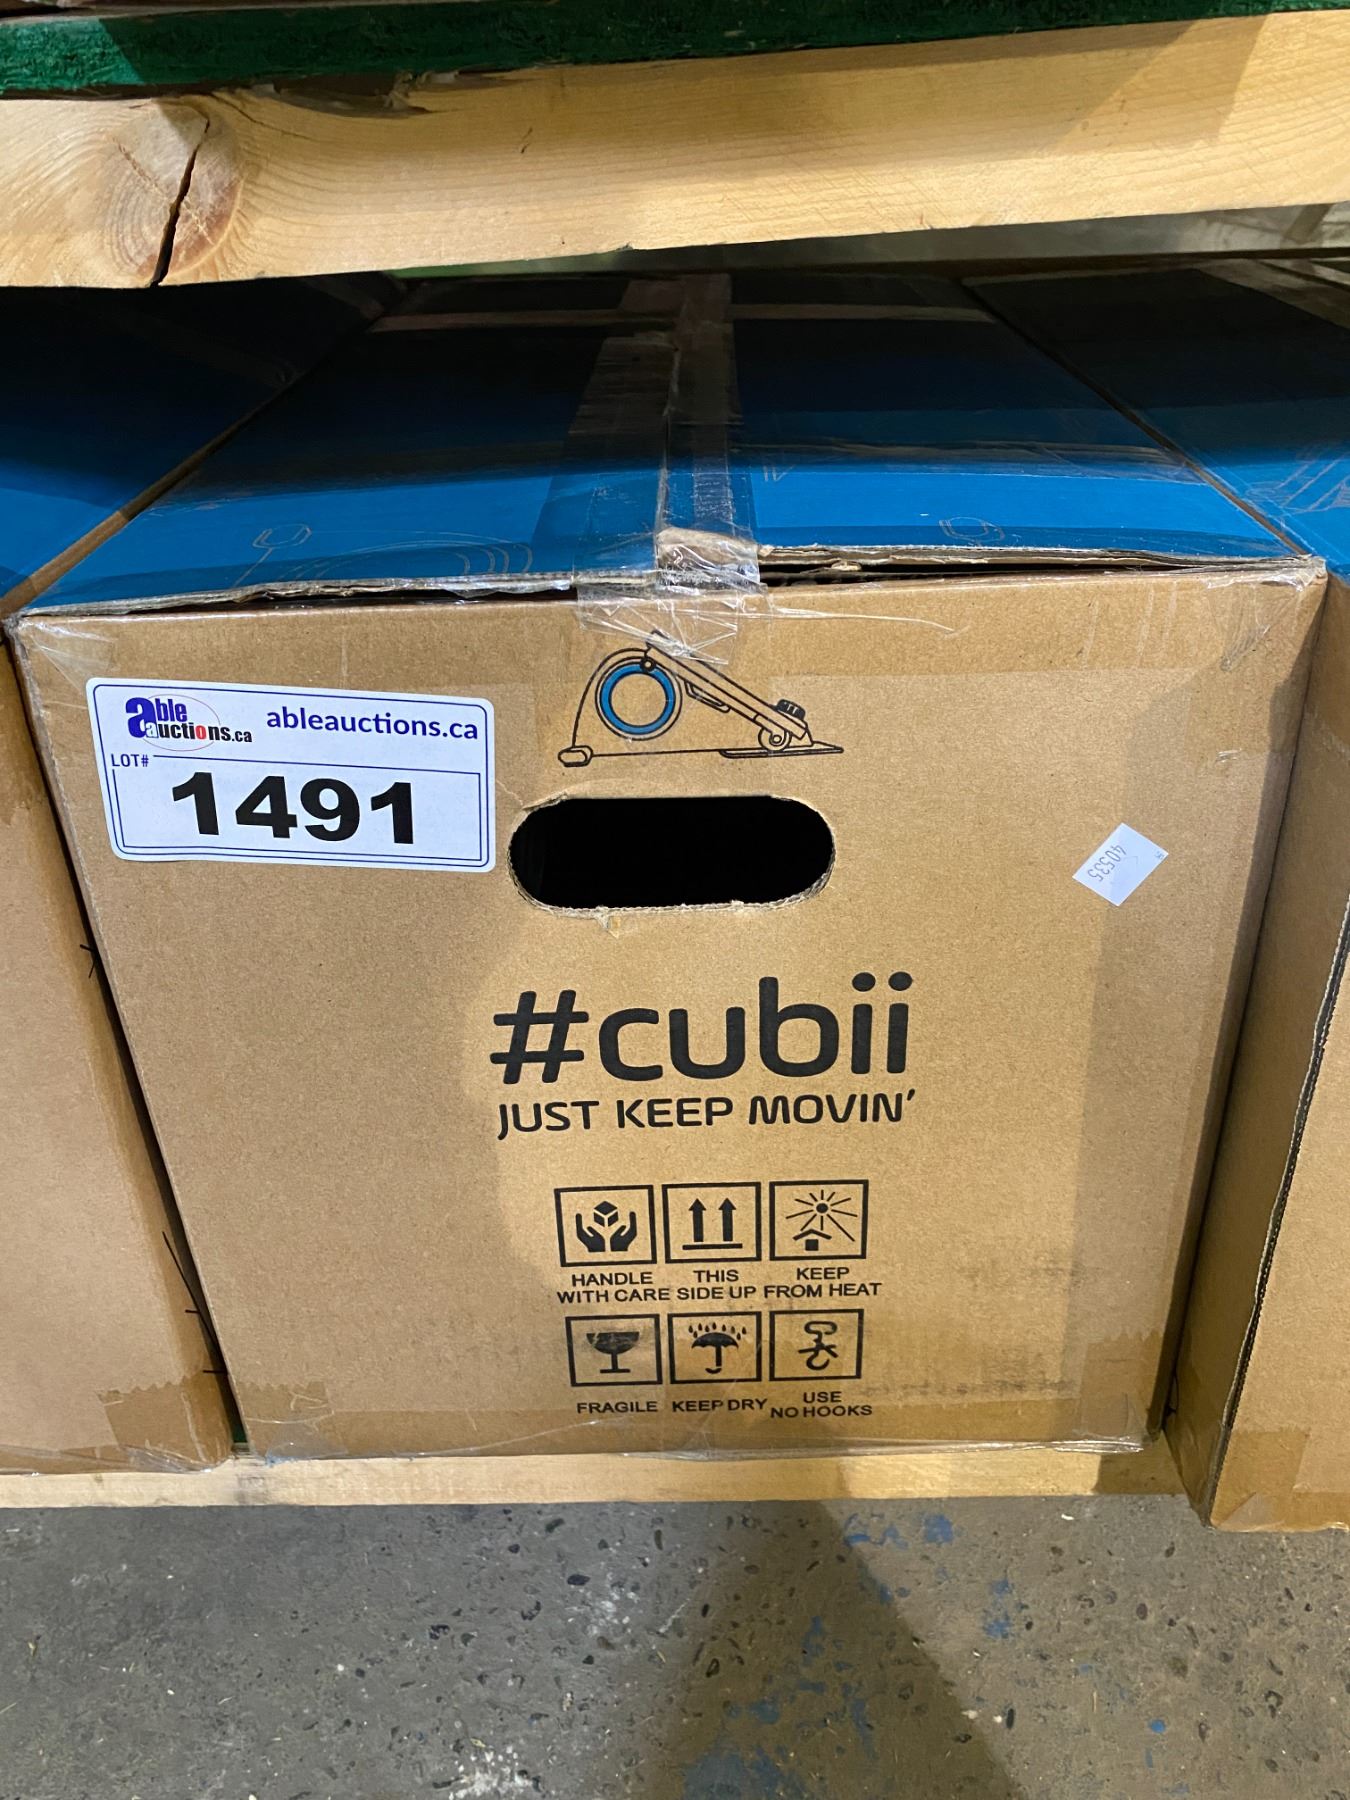 able auctions.ca
ableauctions.ca
LOT#
1491
40535
#cubii
JUST KEEP MOVIN'
HANDLE WITH CARE
THIS SIDE UP
KEEP FROM HEAT
FRAGILE
KEEP DRY
USE NO HOOKS